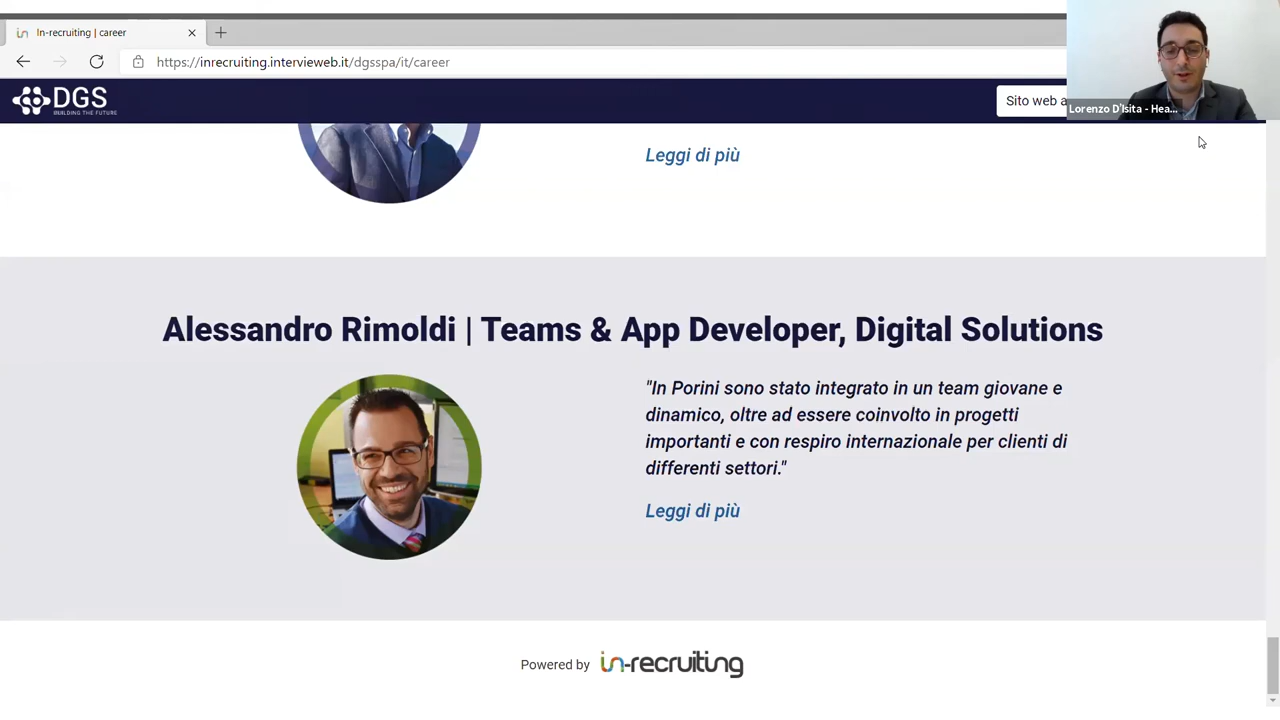 In-recruiting | career
https://inrecruiting.intervieweb.it/dgsspa/it/career
DGS
BUILDING THE FUTURE
Sito web a
Lorenzo D'Isita - Hea...
Leggi di più
Alessandro Rimoldi | Teams & App Developer, Digital Solutions
"In Porini sono stato integrato in un team giovane e
dinamico, oltre ad essere coinvolto in progetti
importanti e con respiro internazionale per clienti di
differenti settori."
Leggi di più
Powered by in-recruiting